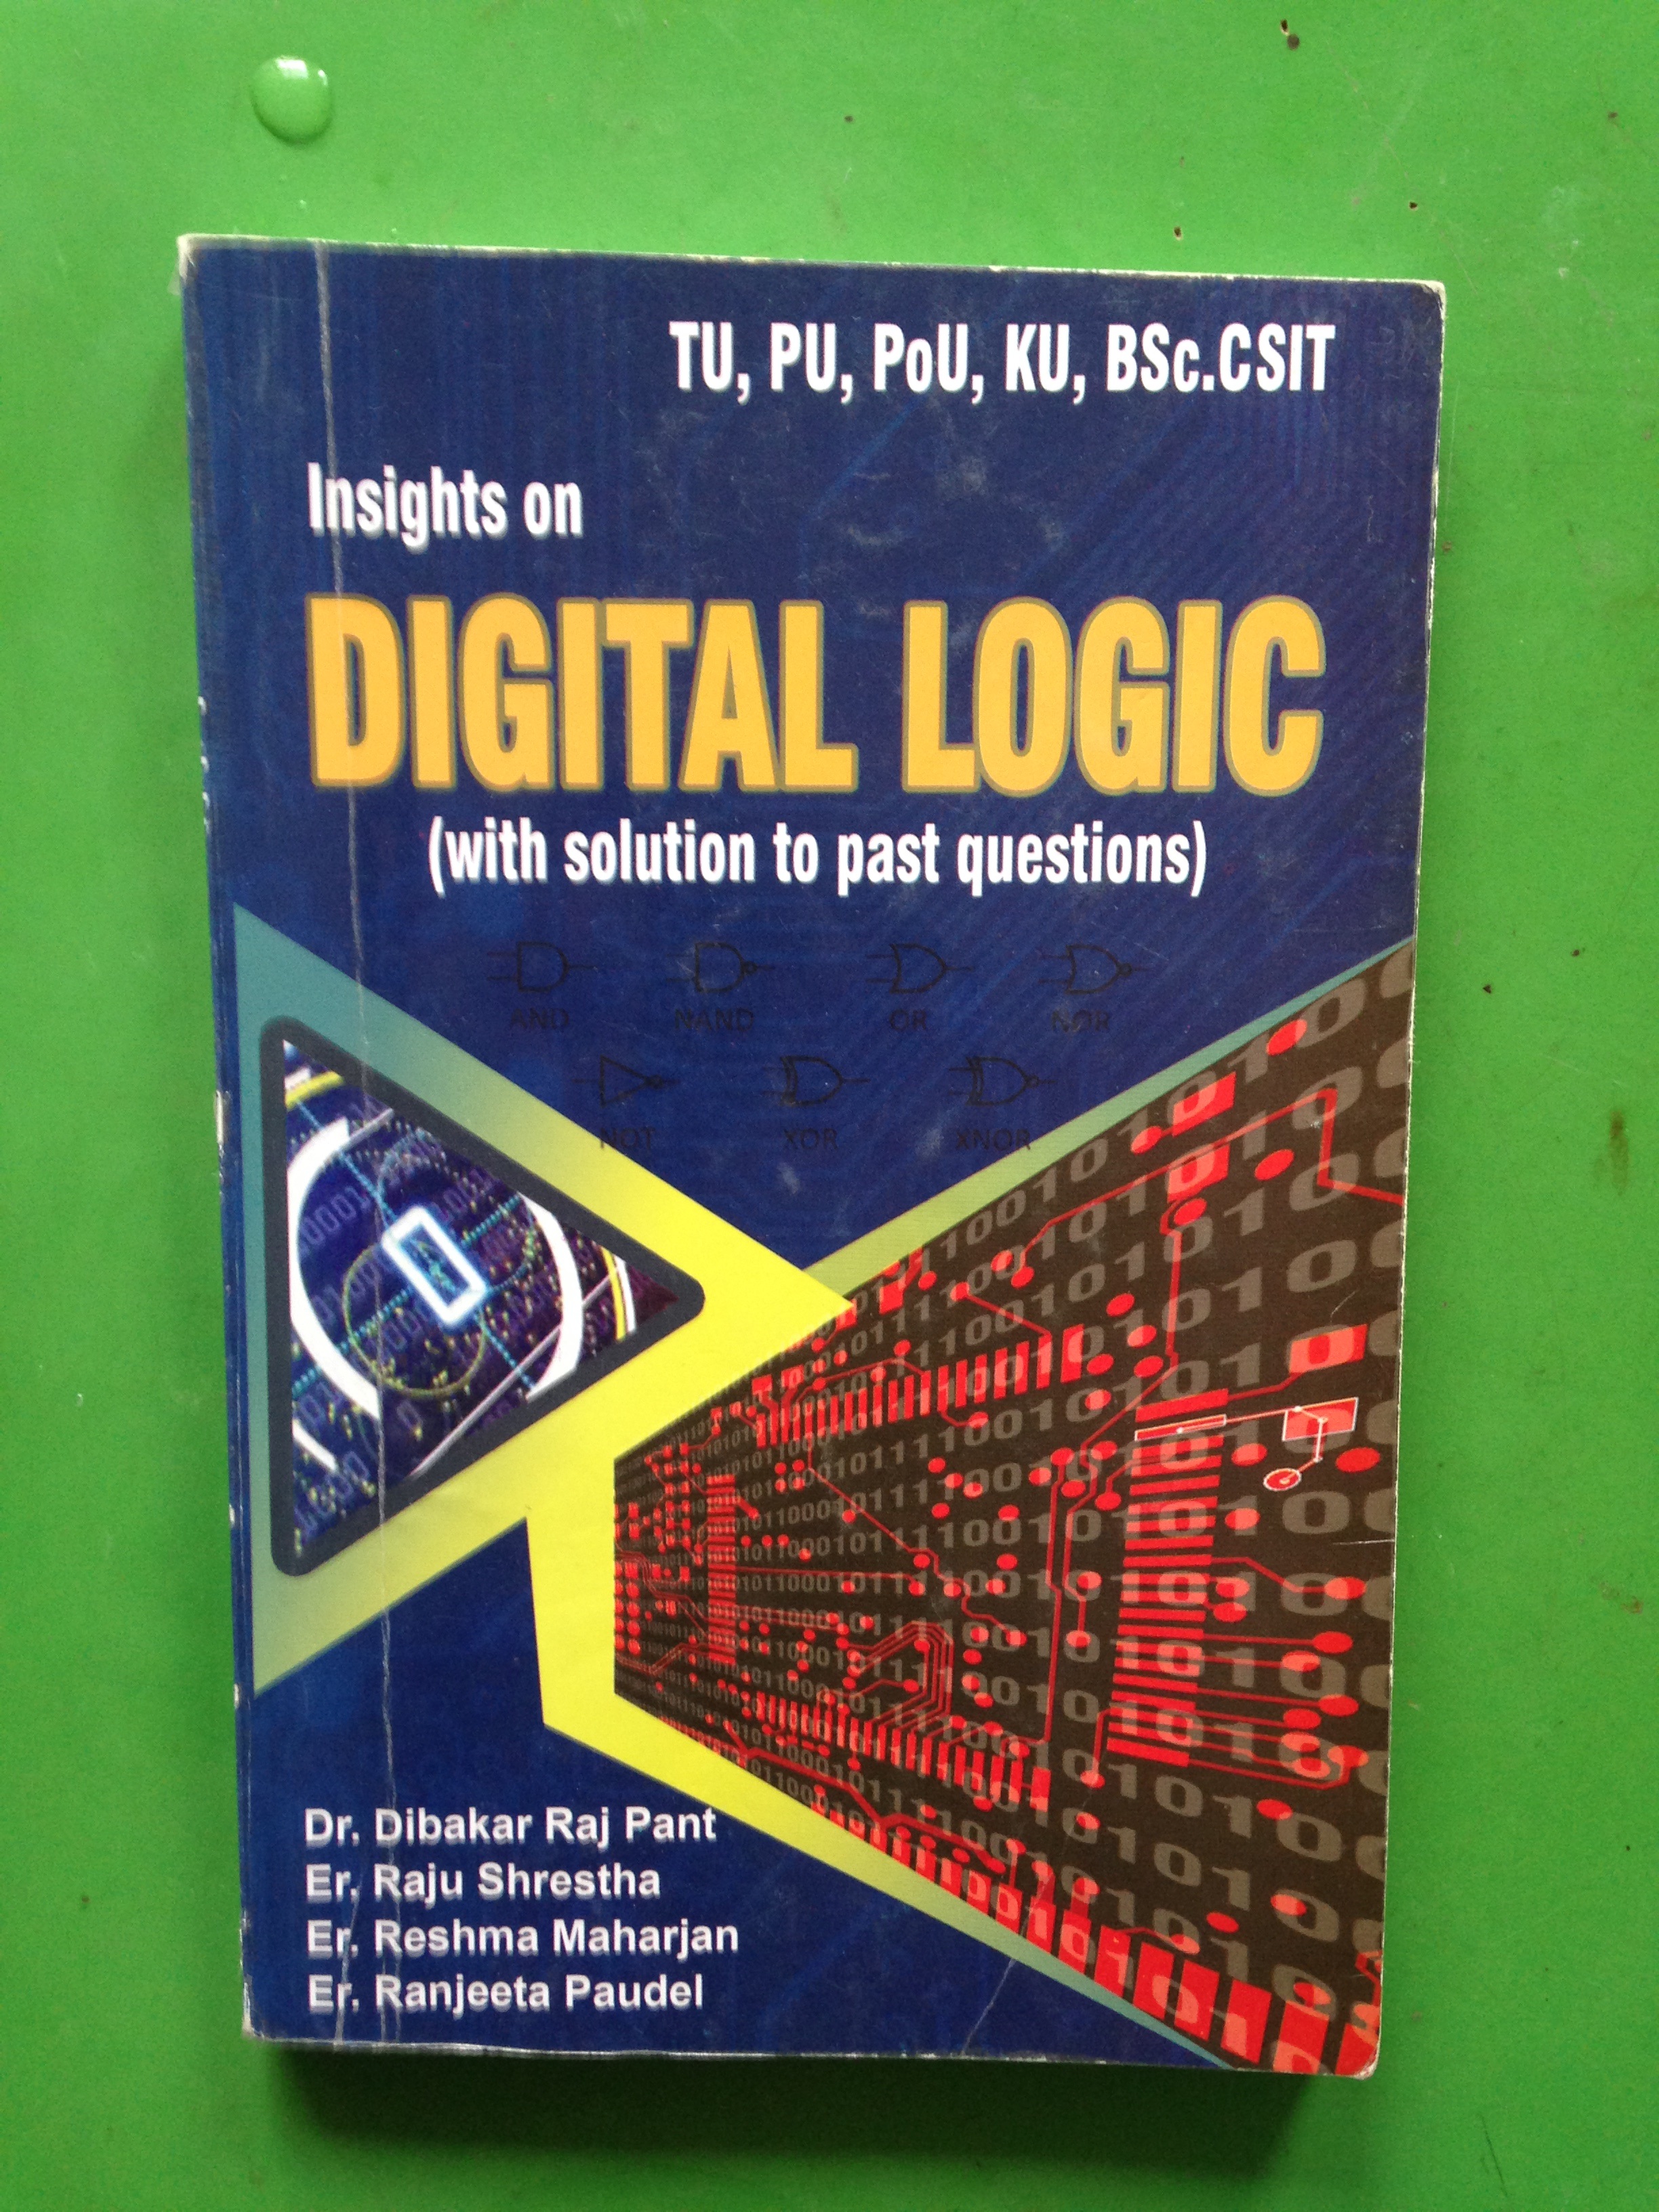 TU, PU, PoU, KU, BSc.CSIT
Insights on
DIGITAL LOGIC
(with solution to past questions)
AND NAND OR NOR
NOT XOR XNOR
Dr. Dibakar Raj Pant
Er. Raju Shrestha
Er. Reshma Maharjan
Er. Ranjeeta Paudel